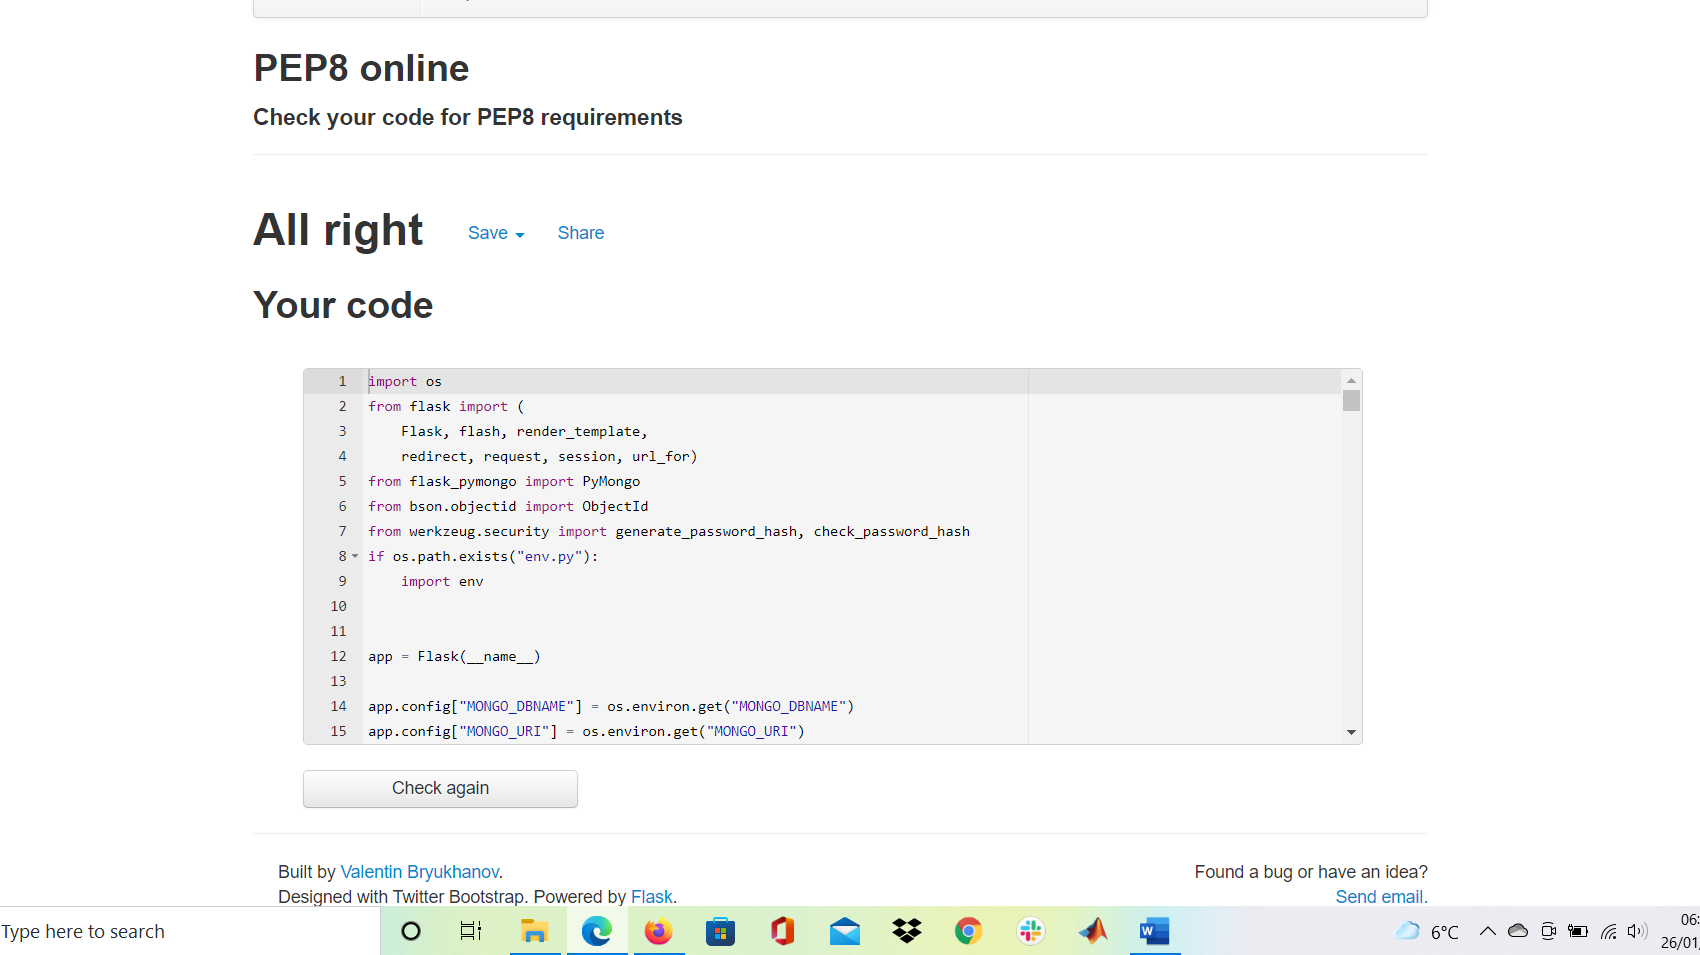 PEP8 online
Check your code for PEP8 requirements
All right Save Share
Your code
1 import os
2 from flask import (
3     Flask, flash, render_template,
4     redirect, request, session, url_for)
5 from flask_pymongo import PyMongo
6 from bson.objectid import ObjectId
7 from werkzeug.security import generate_password_hash, check_password_hash
8 if os.path.exists("env.py"):
9     import env
10
11
12 app = Flask(__name__)
13
14 app.config["MONGO_DBNAME"] = os.environ.get("MONGO_DBNAME")
15 app.config["MONGO_URI"] = os.environ.get("MONGO_URI")
Check again
Built by Valentin Bryukhanov. Found a bug or have an idea?
Designed with Twitter Bootstrap. Powered by Flask. Send email.
Type here to search W 6°C 06:
26/01/